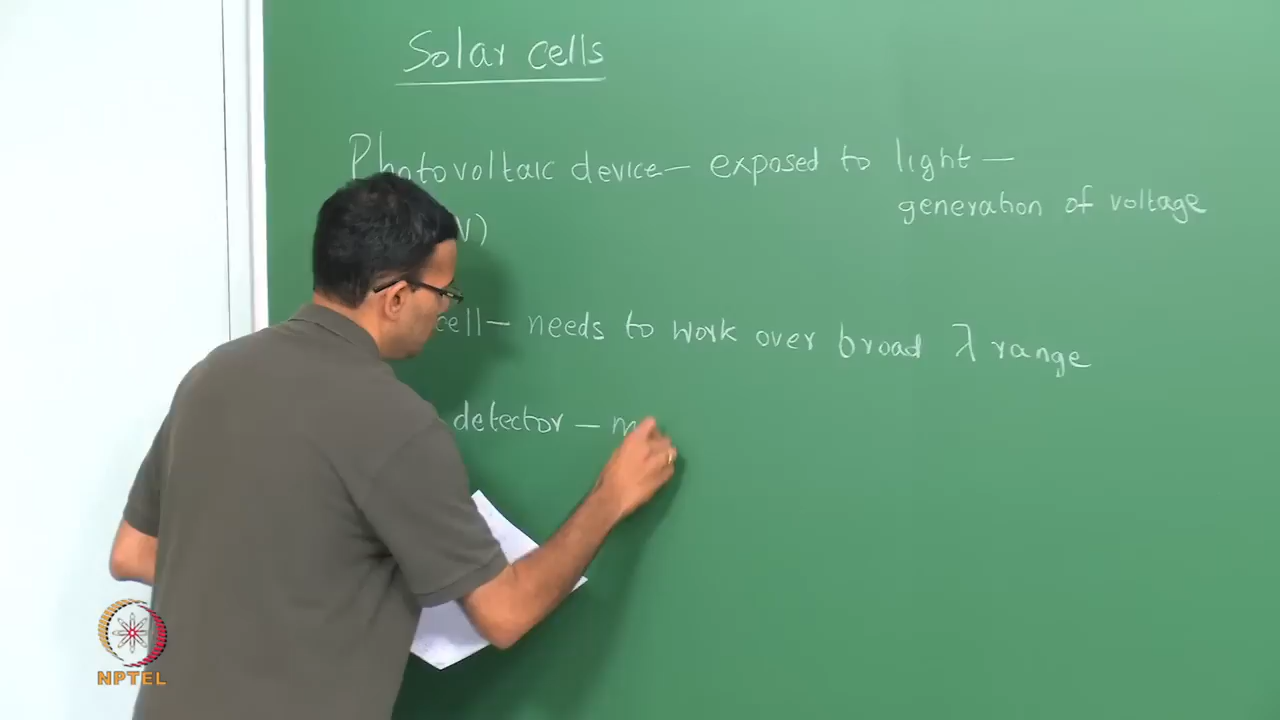 Solar cells
Photovoltaic device – exposed to light –
generation of voltage
V)
cell – needs to work over broad λ range
detector – m
NPTEL